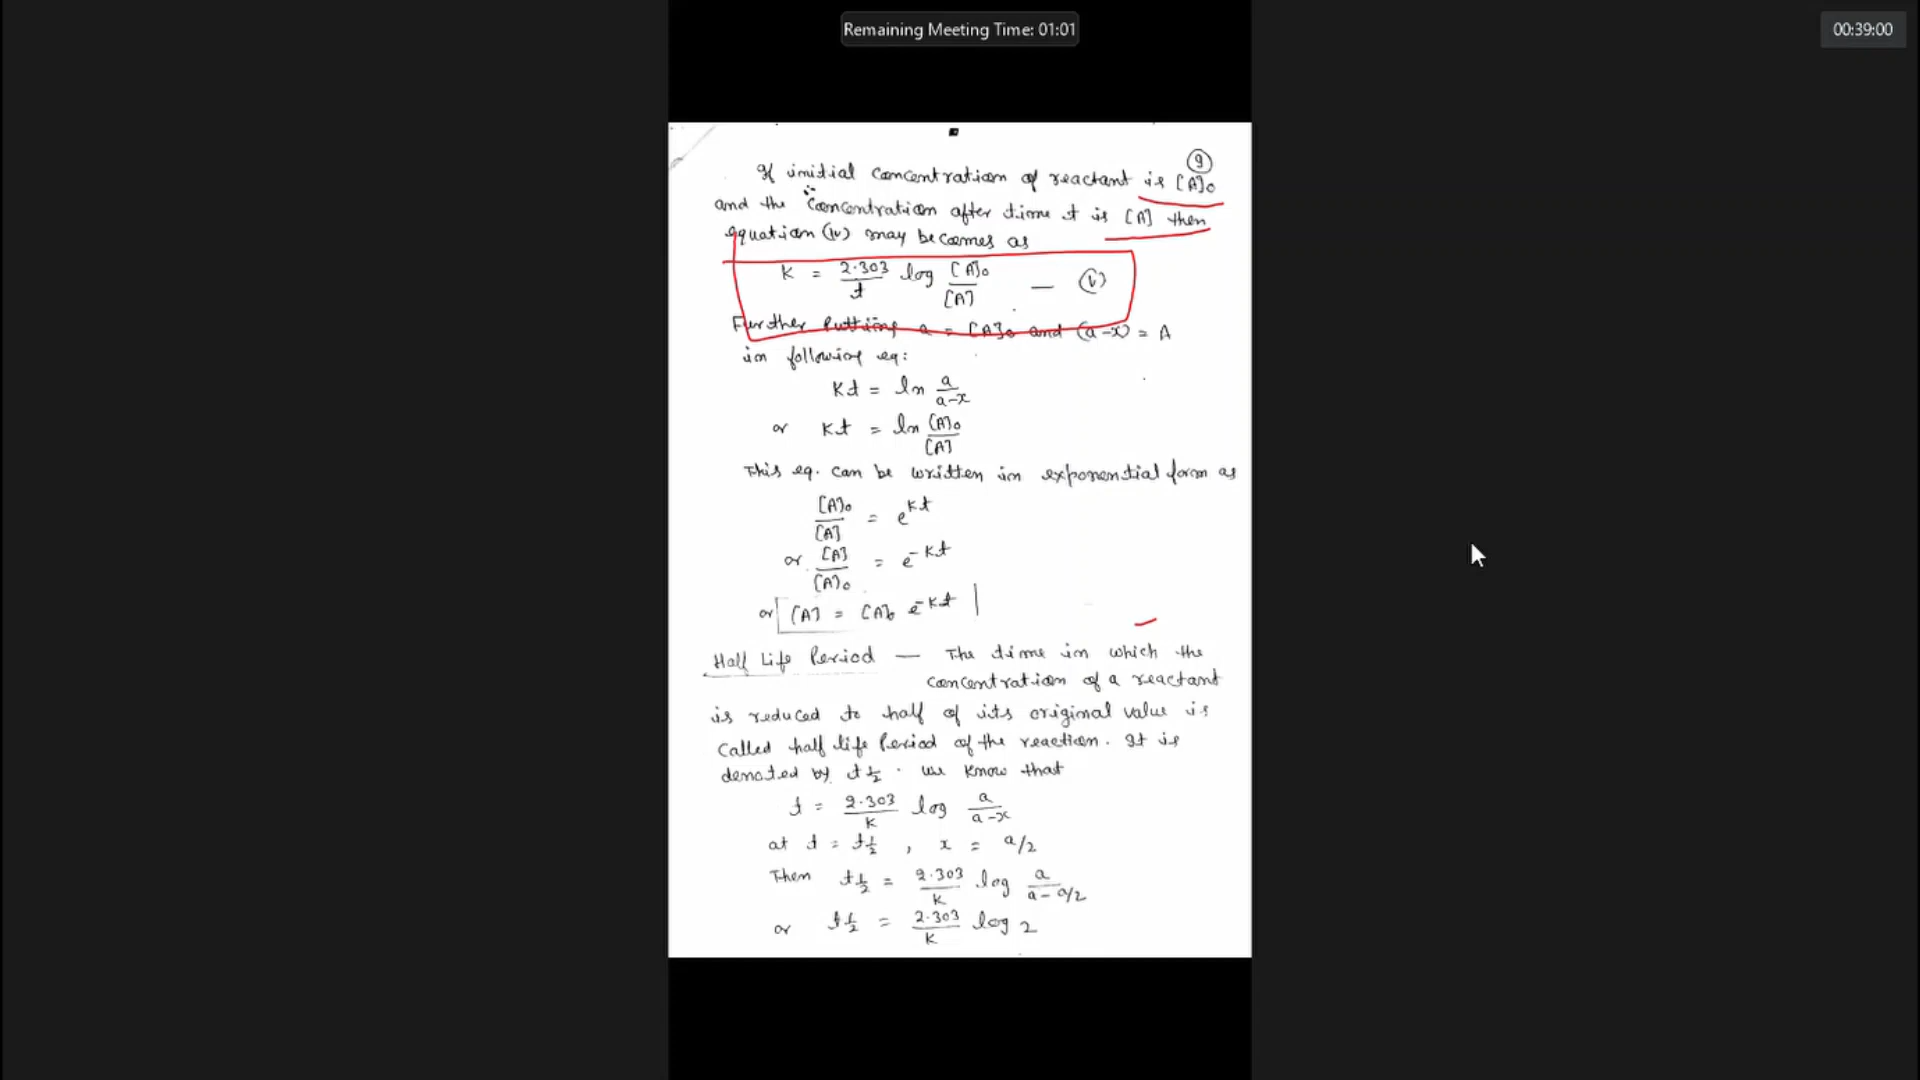 Remaining Meeting Time: 01:01
00:39:00
9
If initial concentration of reactant is [A]₀
and the concentration after time t is [A] then
equation (iv) may becomes as
K = 2.303/t log [A]₀/[A] — (v)
Further Putting a = [A]₀ and (a-x) = A
in following eq:
Kt = ln a/a-x
or Kt = ln [A]₀/[A]
This eq. can be written in exponential form as
[A]₀/[A] = e^Kt
or [A]/[A]₀ = e^-Kt
or [A] = [A]₀ e^-Kt
Half Life Period — The time in which the
concentration of a reactant
is reduced to half of its original value is
called half life Period of the reaction. It is
denoted by t½. We know that
t = 2.303/K log a/a-x
at t = t½, x = a/2
Then t½ = 2.303/K log a/a-a/2
or t½ = 2.303/K log 2